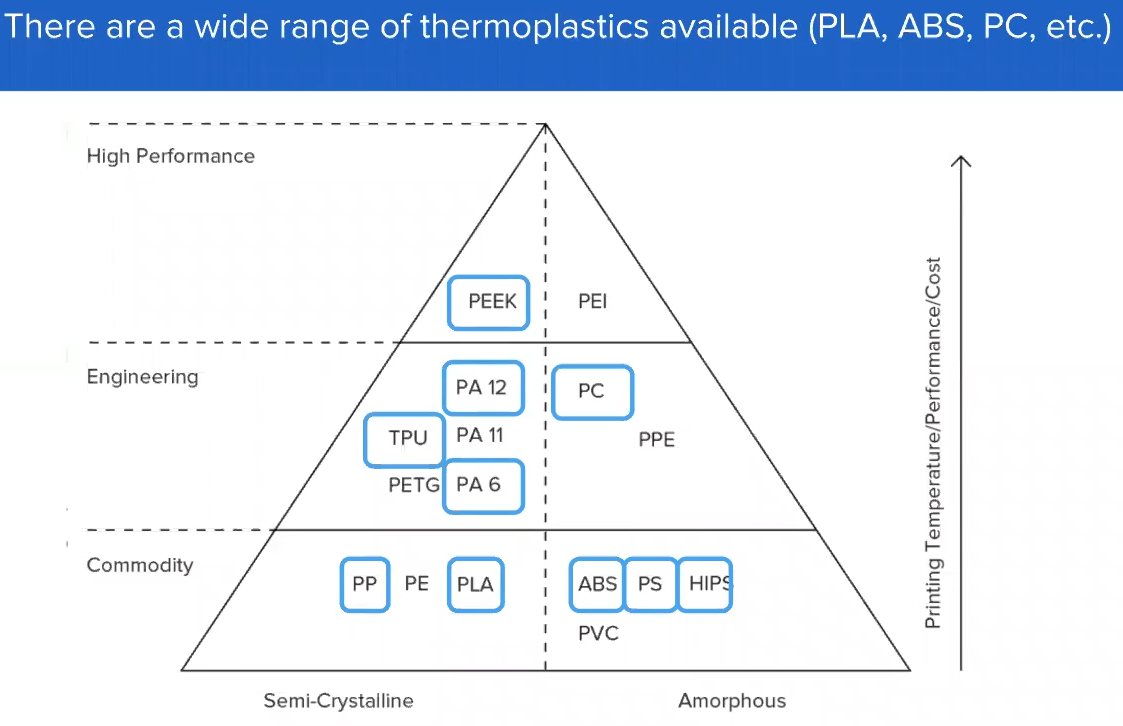 There are a wide range of thermoplastics available (PLA, ABS, PC, etc.)
High Performance
PEEK
PEI
Engineering
PA 12
PC
TPU
PA 11
PPE
PETG
PA 6
Commodity
PP
PE
PLA
ABS
PS
HIPS
PVC
Semi-Crystalline
Amorphous
Printing Temperature/Performance/Cost